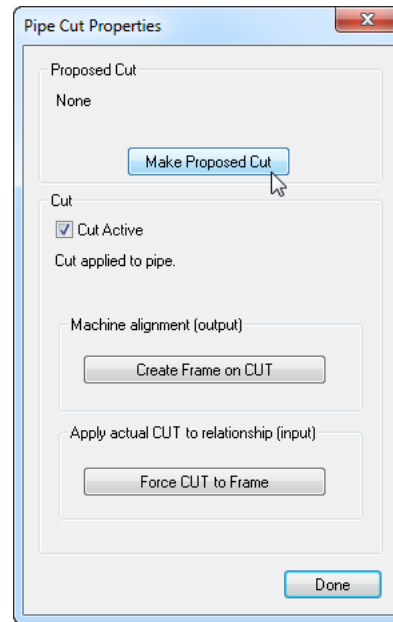 Pipe Cut Properties
Proposed Cut
None
Make Proposed Cut
Cut
Cut Active
Cut applied to pipe.
Machine alignment (output)
Create Frame on CUT
Apply actual CUT to relationship (input)
Force CUT to Frame
Done